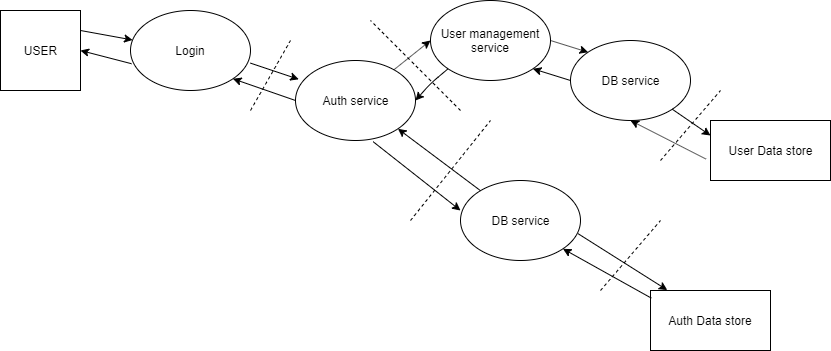 USER
Login
Auth service
User management
service
DB service
User Data store
DB service
Auth Data store